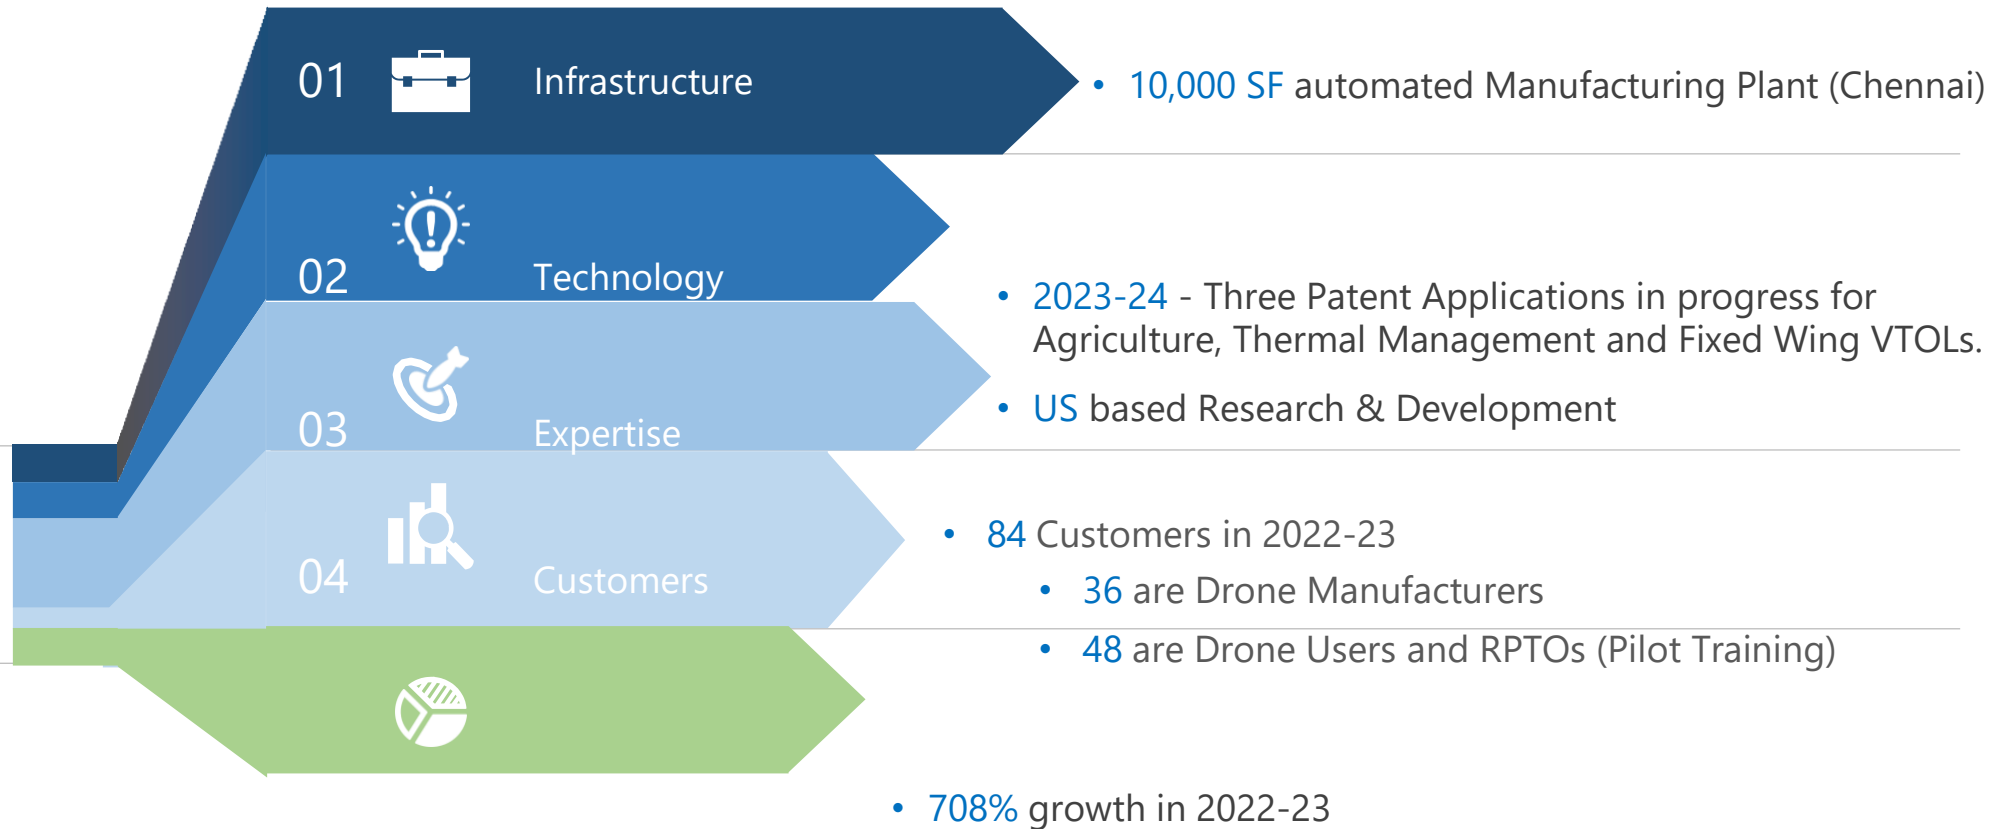 01 Infrastructure
• 10,000 SF automated Manufacturing Plant (Chennai)
02 Technology
• 2023-24 - Three Patent Applications in progress for
Agriculture, Thermal Management and Fixed Wing VTOLs.
• US based Research & Development
03 Expertise
04 Customers
• 84 Customers in 2022-23
• 36 are Drone Manufacturers
• 48 are Drone Users and RPTOs (Pilot Training)
• 708% growth in 2022-23